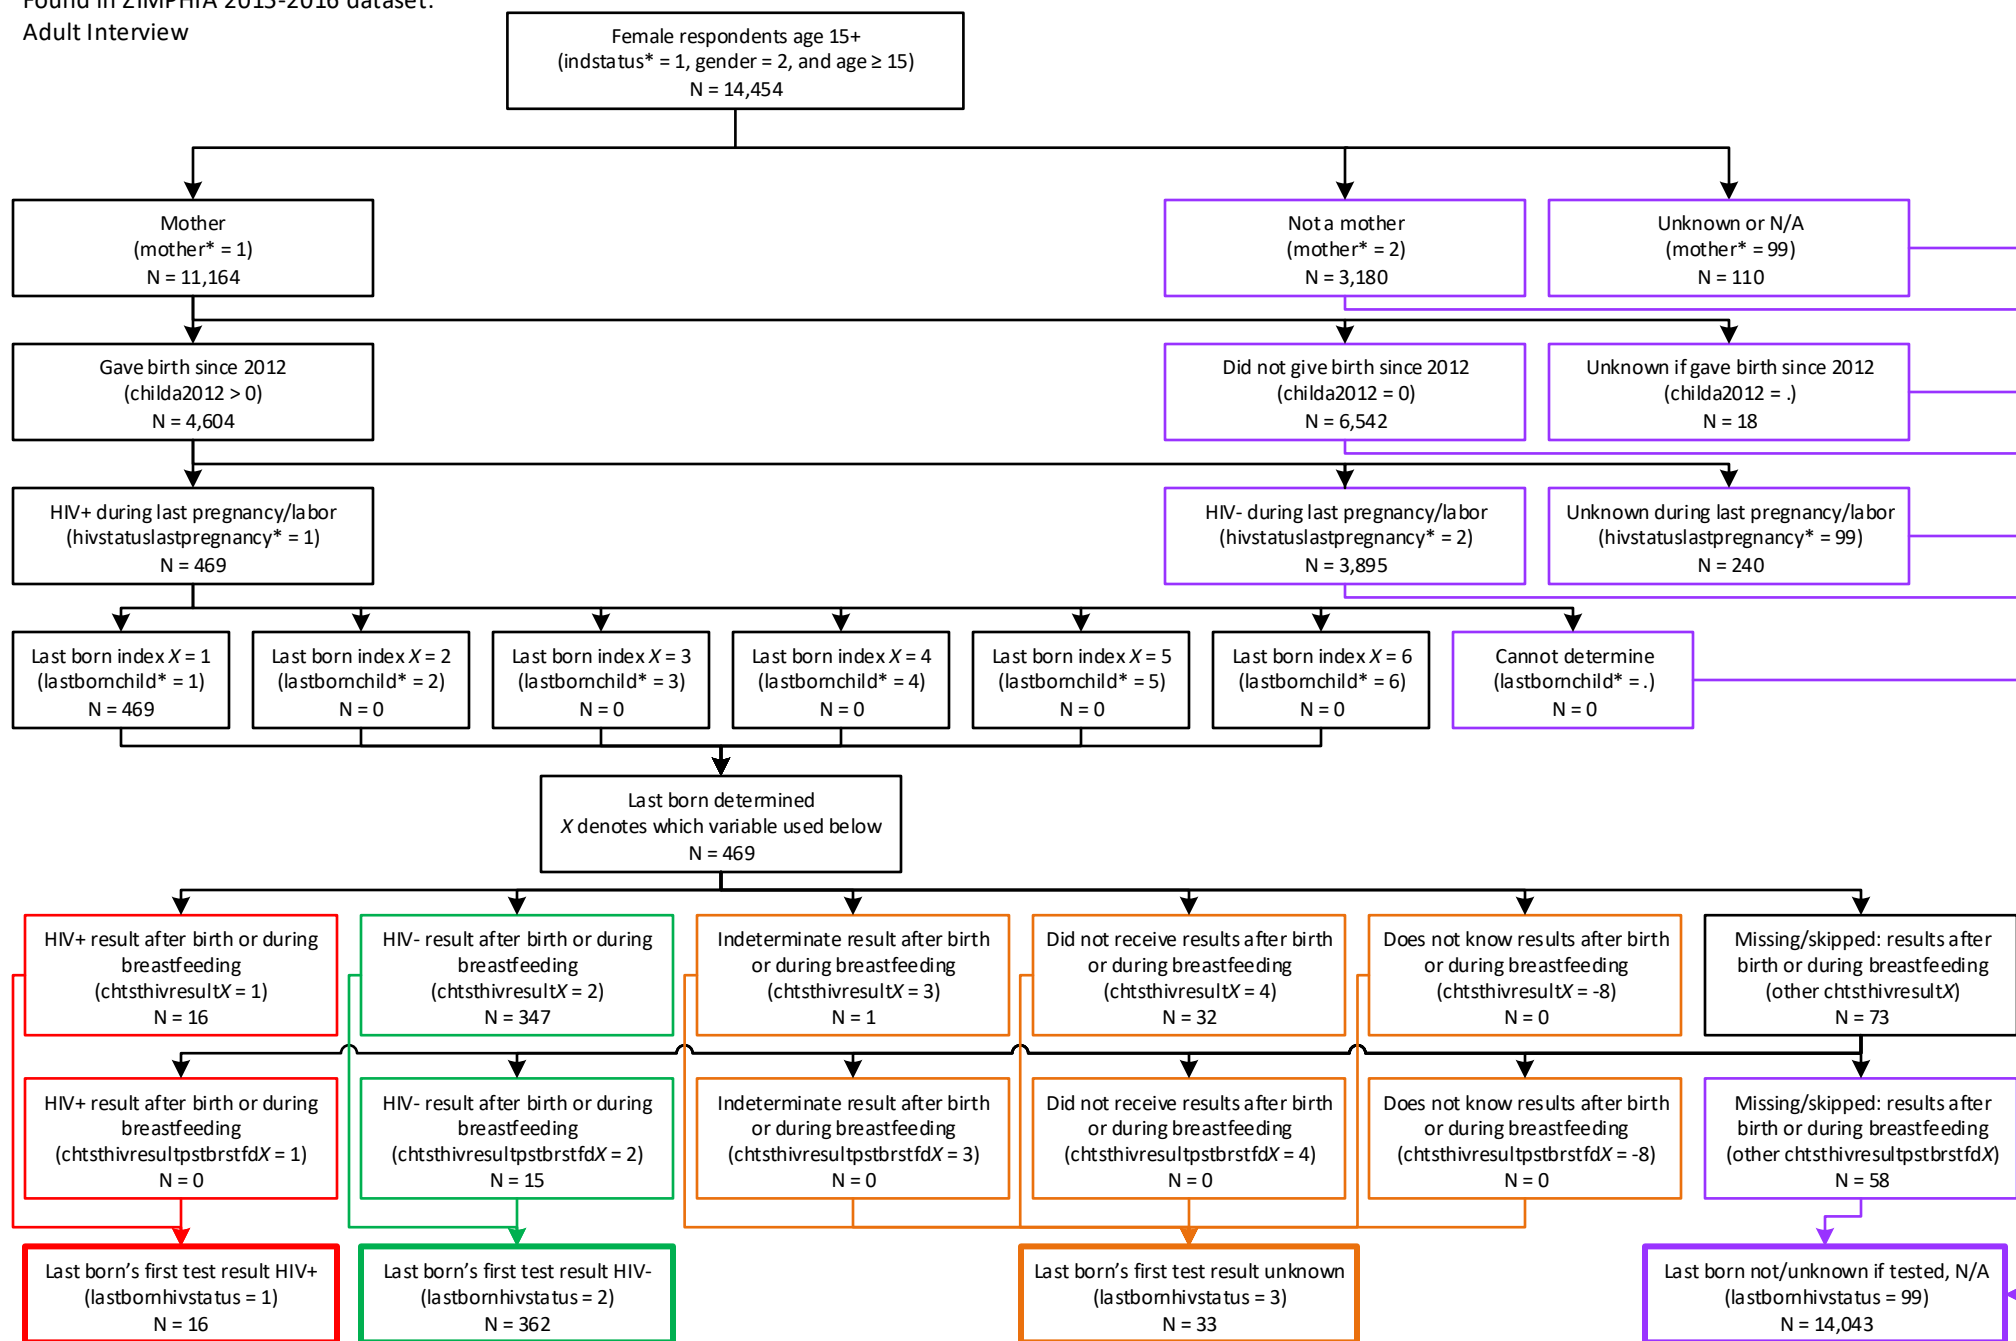 Found in ZIMPHIA 2015-2016 dataset:
Adult Interview
Female respondents age 15+
(indstatus* = 1, gender = 2, and age ≥ 15)
N = 14,454
Mother
(mother* = 1)
N = 11,164
Not a mother
(mother* = 2)
N = 3,180
Unknown or N/A
(mother* = 99)
N = 110
Gave birth since 2012
(childa2012 > 0)
N = 4,604
Did not give birth since 2012
(childa2012 = 0)
N = 6,542
Unknown if gave birth since 2012
(childa2012 = .)
N = 18
HIV+ during last pregnancy/labor
(hivstatuslastpregnancy* = 1)
N = 469
HIV- during last pregnancy/labor
(hivstatuslastpregnancy* = 2)
N = 3,895
Unknown during last pregnancy/labor
(hivstatuslastpregnancy* = 99)
N = 240
Last born index X = 1
(lastbornchild* = 1)
N = 469
Last born index X = 2
(lastbornchild* = 2)
N = 0
Last born index X = 3
(lastbornchild* = 3)
N = 0
Last born index X = 4
(lastbornchild* = 4)
N = 0
Last born index X = 5
(lastbornchild* = 5)
N = 0
Last born index X = 6
(lastbornchild* = 6)
N = 0
Cannot determine
(lastbornchild* = .)
N = 0
Last born determined
X denotes which variable used below
N = 469
HIV+ result after birth or during
breastfeeding
(chtsthivresultX = 1)
N = 16
HIV- result after birth or during
breastfeeding
(chtsthivresultX = 2)
N = 347
Indeterminate result after birth
or during breastfeeding
(chtsthivresultX = 3)
N = 1
Did not receive results after birth
or during breastfeeding
(chtsthivresultX = 4)
N = 32
Does not know results after birth
or during breastfeeding
(chtsthivresultX = -8)
N = 0
Missing/skipped: results after
birth or during breastfeeding
(other chtsthivresultX)
N = 73
HIV+ result after birth or during
breastfeeding
(chtsthivresultpstbrstfdX = 1)
N = 0
HIV- result after birth or during
breastfeeding
(chtsthivresultpstbrstfdX = 2)
N = 15
Indeterminate result after birth
or during breastfeeding
(chtsthivresultpstbrstfdX = 3)
N = 0
Did not receive results after birth
or during breastfeeding
(chtsthivresultpstbrstfdX = 4)
N = 0
Does not know results after birth
or during breastfeeding
(chtsthivresultpstbrstfdX = -8)
N = 0
Missing/skipped: results after
birth or during breastfeeding
(other chtsthivresultpstbrstfdX)
N = 58
Last born's first test result HIV+
(lastbornhivstatus = 1)
N = 16
Last born's first test result HIV-
(lastbornhivstatus = 2)
N = 362
Last born's first test result unknown
(lastbornhivstatus = 3)
N = 33
Last born not/unknown if tested, N/A
(lastbornhivstatus = 99)
N = 14,043